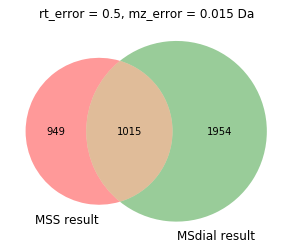 rt_error = 0.5, mz_error = 0.015 Da
949 1015 1954
MSS result
MSdial result